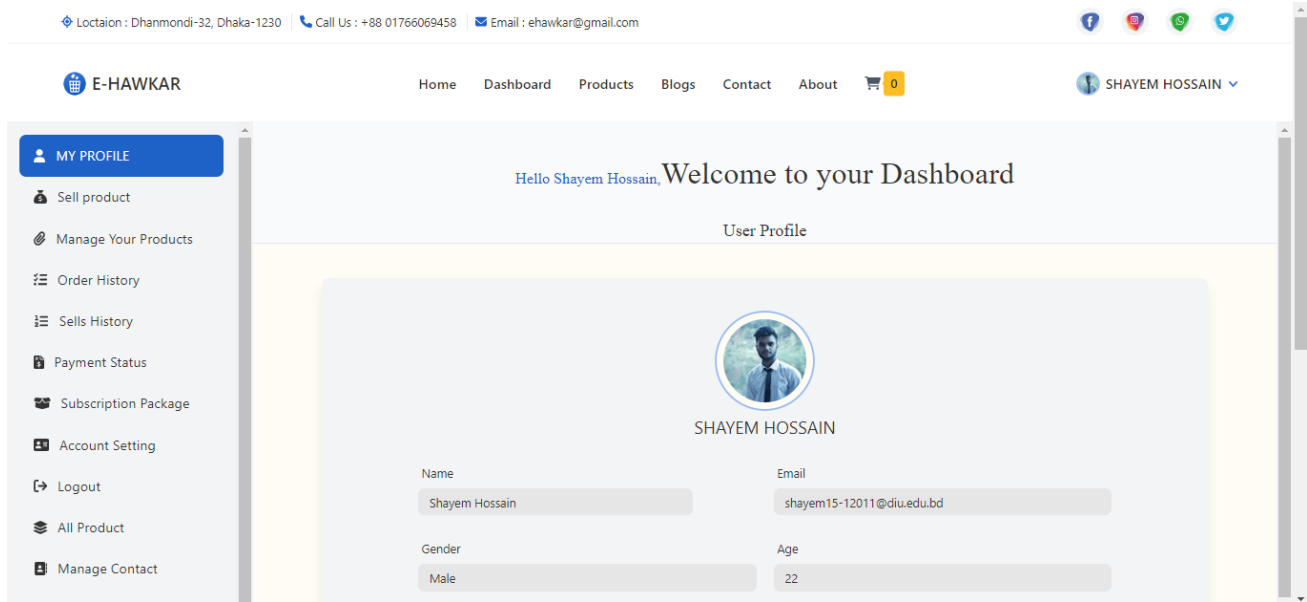 Loctaion : Dhanmondi-32, Dhaka-1230 Call Us : +88 01766069458 Email : ehawkar@gmail.com
E-HAWKAR Home Dashboard Products Blogs Contact About 0 SHAYEM HOSSAIN
MY PROFILE
Sell product
Manage Your Products
Order History
Sells History
Payment Status
Subscription Package
Account Setting
Logout
All Product
Manage Contact
Hello Shayem Hossain, Welcome to your Dashboard
User Profile
SHAYEM HOSSAIN
Name Email
Shayem Hossain shayem15-12011@diu.edu.bd
Gender Age
Male 22